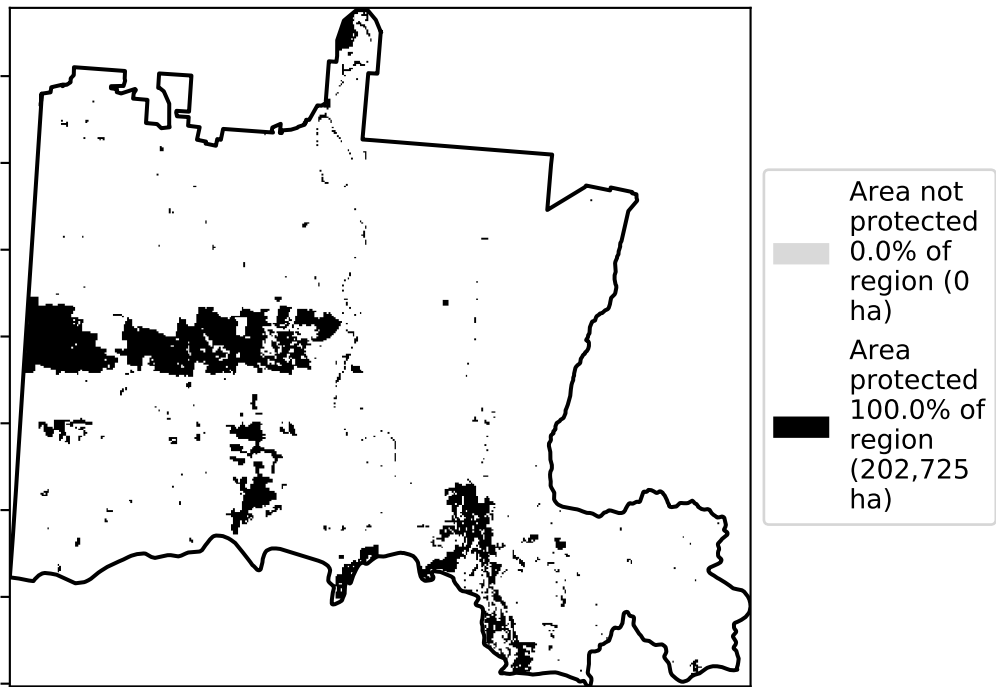 Area not
protected
0.0% of
region (0
ha)
Area
protected
100.0% of
region
(202,725
ha)